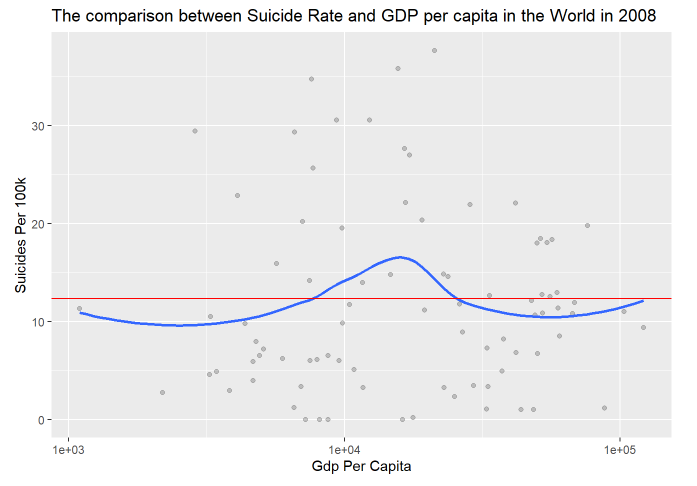 The comparison between Suicide Rate and GDP per capita in the World in 2008
Suicides Per 100k
30
20
10
0
1e+03
1e+04
1e+05
Gdp Per Capita